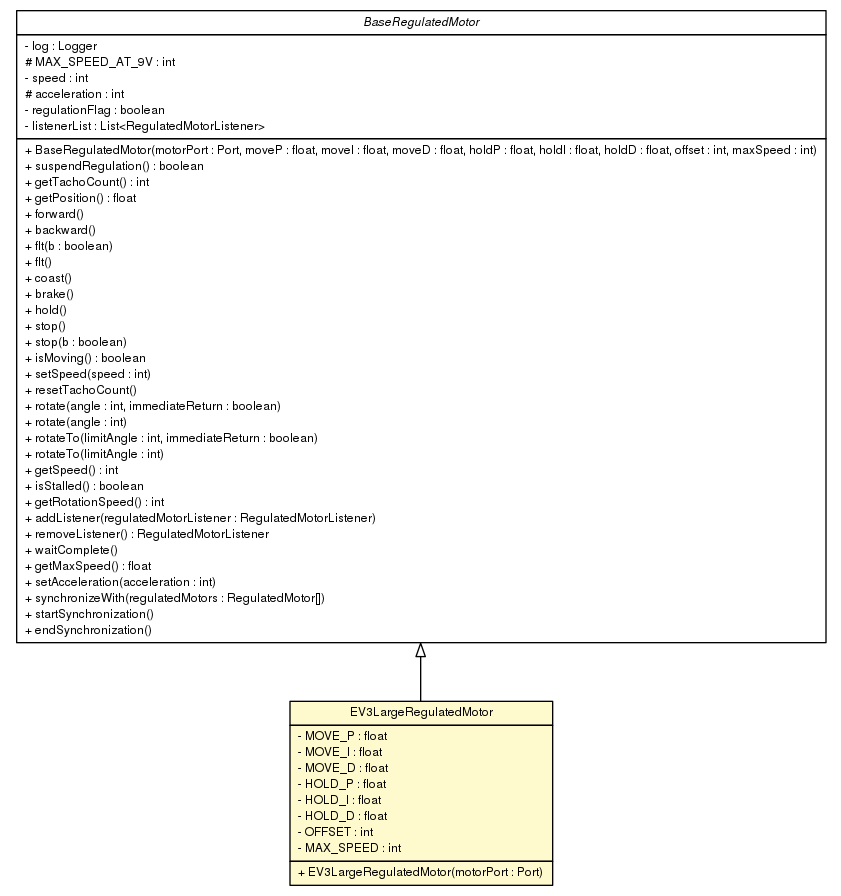 BaseRegulatedMotor
- log : Logger
# MAX_SPEED_AT_9V : int
- speed : int
# acceleration : int
- regulationFlag : boolean
- listenerList : List<RegulatedMotorListener>
+ BaseRegulatedMotor(motorPort : Port, moveP : float, moveI : float, moveD : float, holdP : float, holdI : float, holdD : float, offset : int, maxSpeed : int)
+ suspendRegulation() : boolean
+ getTachoCount() : int
+ getPosition() : float
+ forward()
+ backward()
+ flt(b : boolean)
+ flt()
+ coast()
+ brake()
+ hold()
+ stop()
+ stop(b : boolean)
+ isMoving() : boolean
+ setSpeed(speed : int)
+ resetTachoCount()
+ rotate(angle : int, immediateReturn : boolean)
+ rotate(angle : int)
+ rotateTo(limitAngle : int, immediateReturn : boolean)
+ rotateTo(limitAngle : int)
+ getSpeed() : int
+ isStalled() : boolean
+ getRotationSpeed() : int
+ addListener(regulatedMotorListener : RegulatedMotorListener)
+ removeListener() : RegulatedMotorListener
+ waitComplete()
+ getMaxSpeed() : float
+ setAcceleration(acceleration : int)
+ synchronizeWith(regulatedMotors : RegulatedMotor[])
+ startSynchronization()
+ endSynchronization()
EV3LargeRegulatedMotor
- MOVE_P : float
- MOVE_I : float
- MOVE_D : float
- HOLD_P : float
- HOLD_I : float
- HOLD_D : float
- OFFSET : int
- MAX_SPEED : int
+ EV3LargeRegulatedMotor(motorPort : Port)